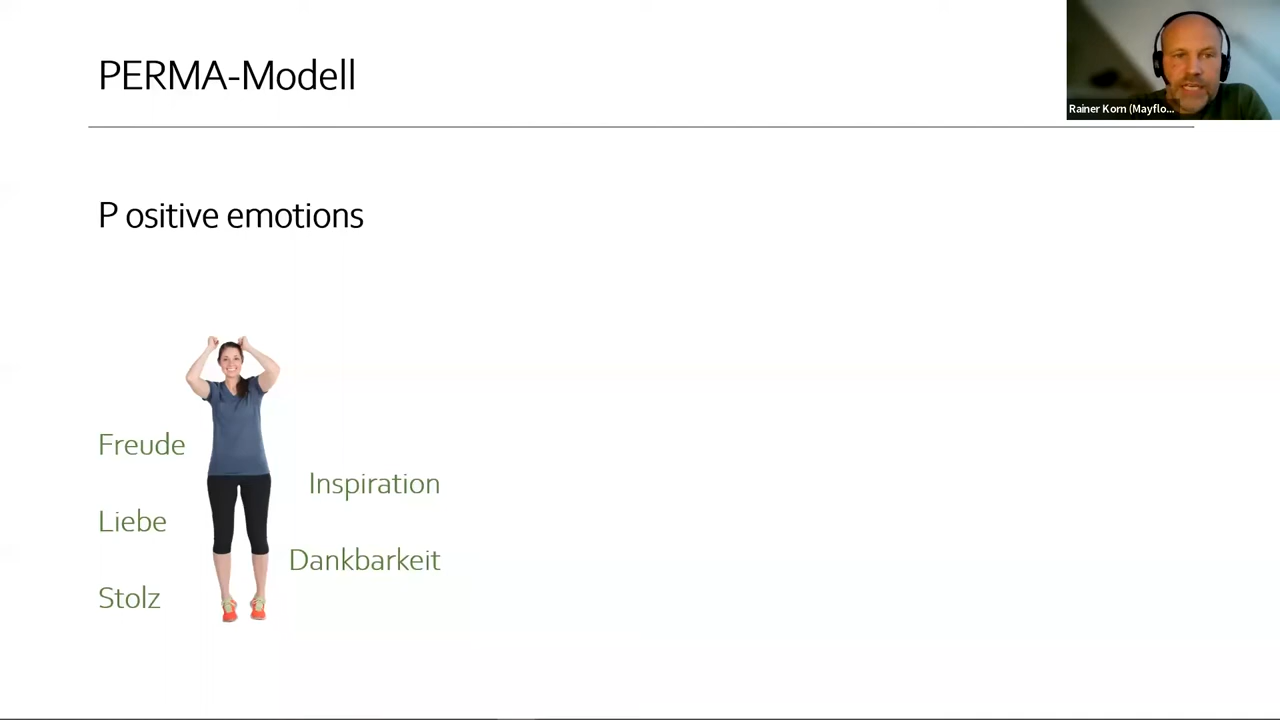 PERMA-Modell
Rainer Korn (Mayflo...
P ositive emotions
Freude
Inspiration
Liebe
Dankbarkeit
Stolz